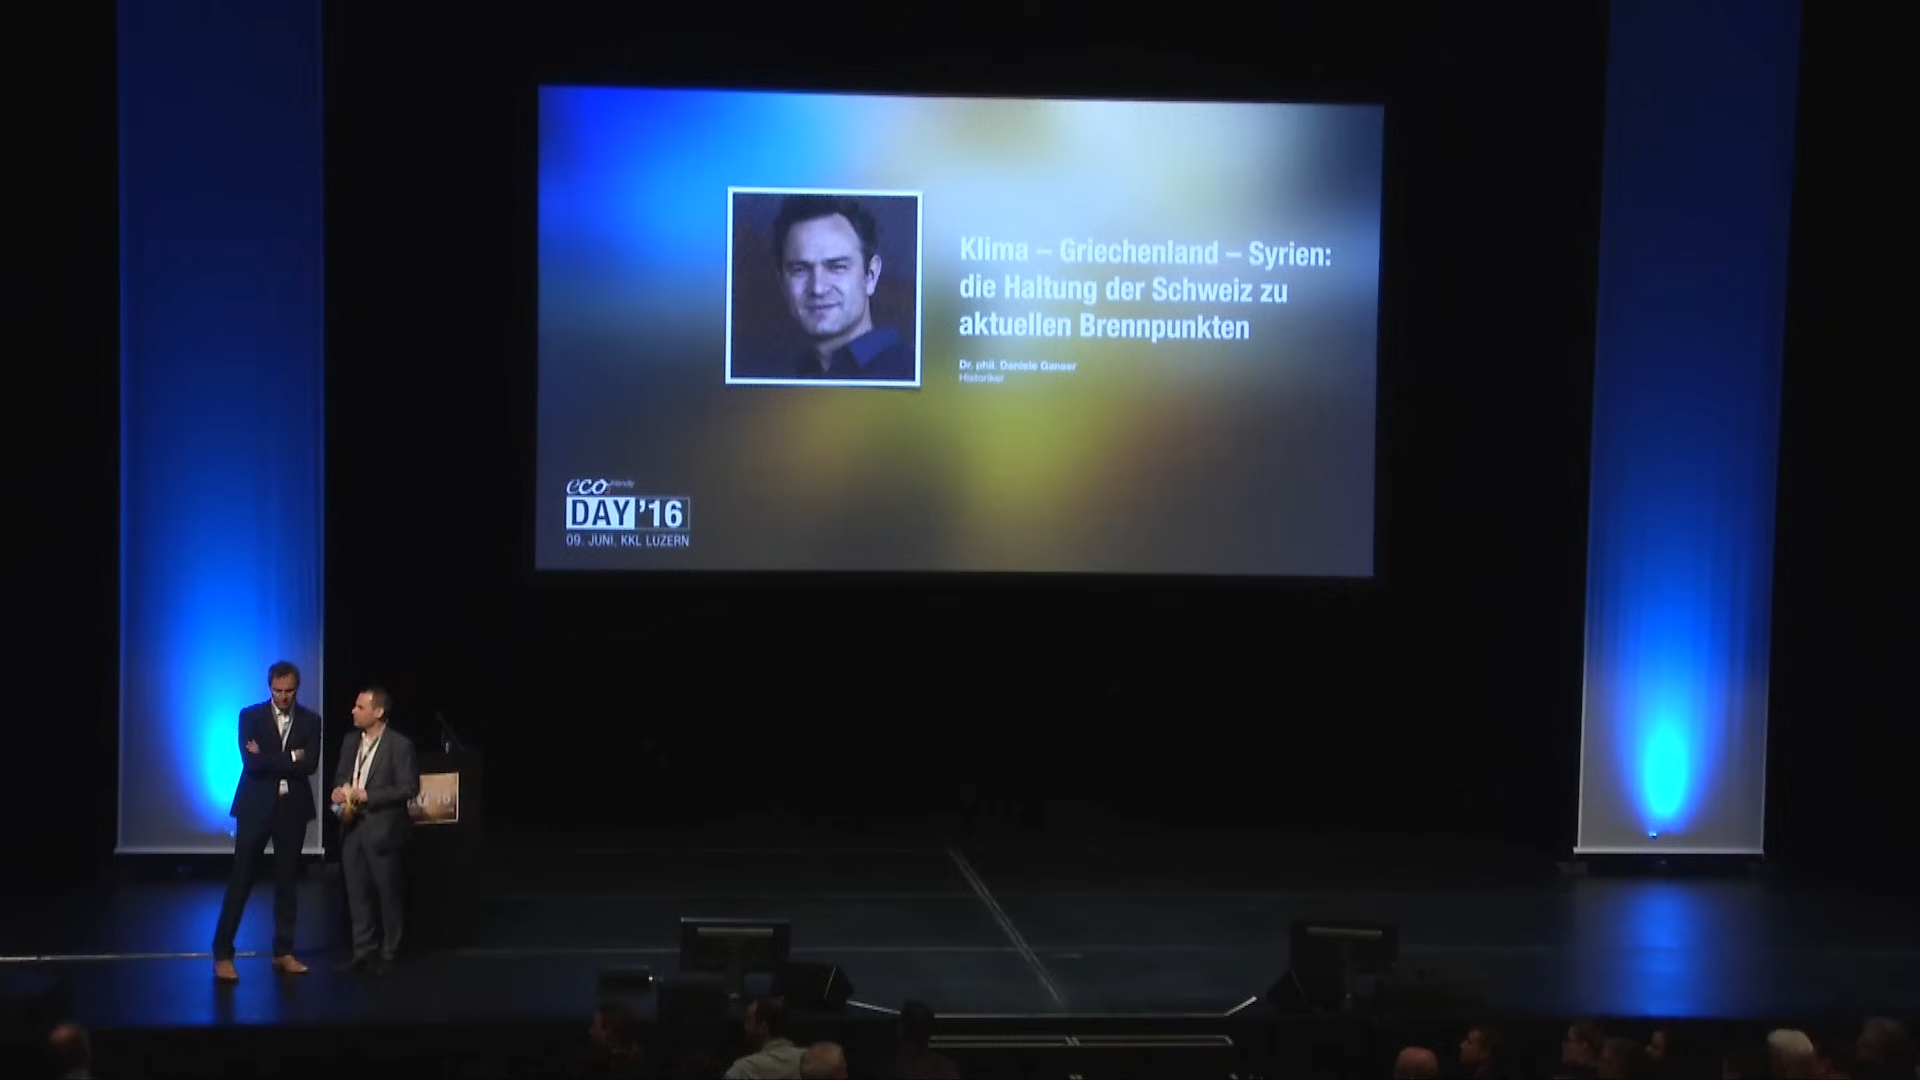 Klima – Griechenland – Syrien:
die Haltung der Schweiz zu
aktuellen Brennpunkten
Dr. phil. Daniele Ganser
Historiker
eco
DAY '16
09. JUNI, KKL LUZERN